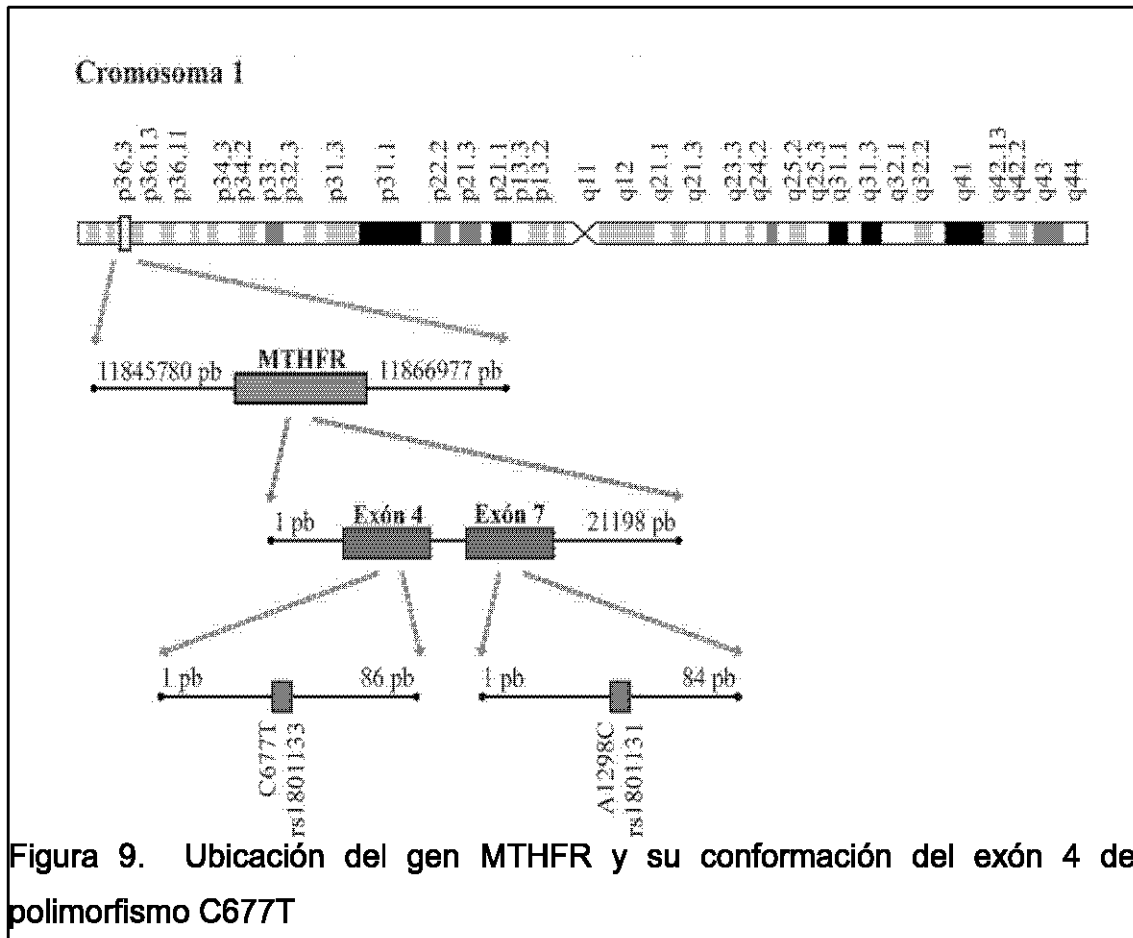 Cromosoma 1
p36.3 p36.13 p36.11 p34.3 p34.2 p33 p32.3 p31.3 p31.1 p22.2 p21.3 p21.1 p13.3 p13.2 q11 q12 q21.1 q21.3 q23.3 q24.2 q25.2 q25.3 q31.1 q31.3 q32.1 q32.2 q41 q42.13 q42.2 q43 q44
MTHFR
11845780 pb 11866977 pb
Exón 4 Exón 7
1 pb 21198 pb
1 pb 86 pb 1 pb 84 pb
C677T
rs1801133
A1298C
rs1801131
Figura 9. Ubicación del gen MTHFR y su conformación del exón 4 de
polimorfismo C677T